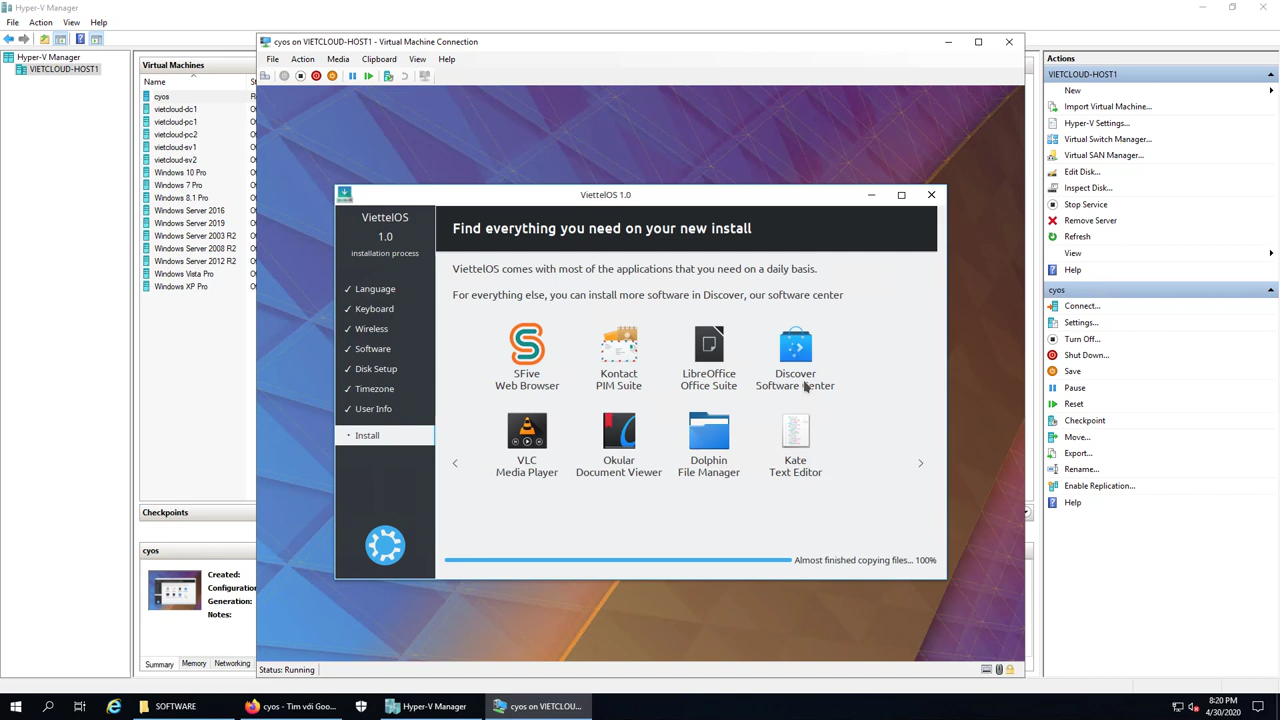 Hyper-V Manager
File Action View Help
Hyper-V Manager
VIETCLOUD-HOST1
Virtual Machines
Name
cyos
vietcloud-dc1
vietcloud-pc1
vietcloud-pc2
vietcloud-sv1
vietcloud-sv2
Windows 10 Pro
Windows 7 Pro
Windows 8.1 Pro
Windows Server 2016
Windows Server 2019
Windows Server 2003 R2
Windows Server 2008 R2
Windows Server 2012 R2
Windows Vista Pro
Windows XP Pro
Checkpoints
cyos
Created:
Configuration
Generation:
Notes:
Summary Memory Networking
cyos on VIETCLOUD-HOST1 - Virtual Machine Connection
File Action Media Clipboard View Help
ViettelOS 1.0
ViettelOS
1.0
installation process
✓ Language
✓ Keyboard
✓ Wireless
✓ Software
✓ Disk Setup
✓ Timezone
✓ User Info
· Install
Find everything you need on your new install
ViettelOS comes with most of the applications that you need on a daily basis.
For everything else, you can install more software in Discover, our software center
SFive
Web Browser
Kontact
PIM Suite
LibreOffice
Office Suite
Discover
Software Center
VLC
Media Player
Okular
Document Viewer
Dolphin
File Manager
Kate
Text Editor
Almost finished copying files... 100%
Status: Running
Actions
VIETCLOUD-HOST1
New
Import Virtual Machine...
Hyper-V Settings...
Virtual Switch Manager...
Virtual SAN Manager...
Edit Disk...
Inspect Disk...
Stop Service
Remove Server
Refresh
View
Help
cyos
Connect...
Settings...
Turn Off...
Shut Down...
Save
Pause
Reset
Checkpoint
Move...
Export...
Rename...
Enable Replication...
Help
SOFTWARE
cyos - Tìm với Goo...
Hyper-V Manager
cyos on VIETCLOU...
8:20 PM
4/30/2020